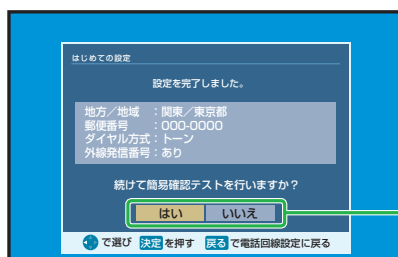 はじめての設定
設定を完了しました。
地方／地域　：関東／東京都
郵便番号　：000-0000
ダイヤル方式：トーン
外線発信番号：あり
続けて簡易確認テストを行いますか？
はい　いいえ
で選び 決定 を押す 戻る で電話回線設定に戻る